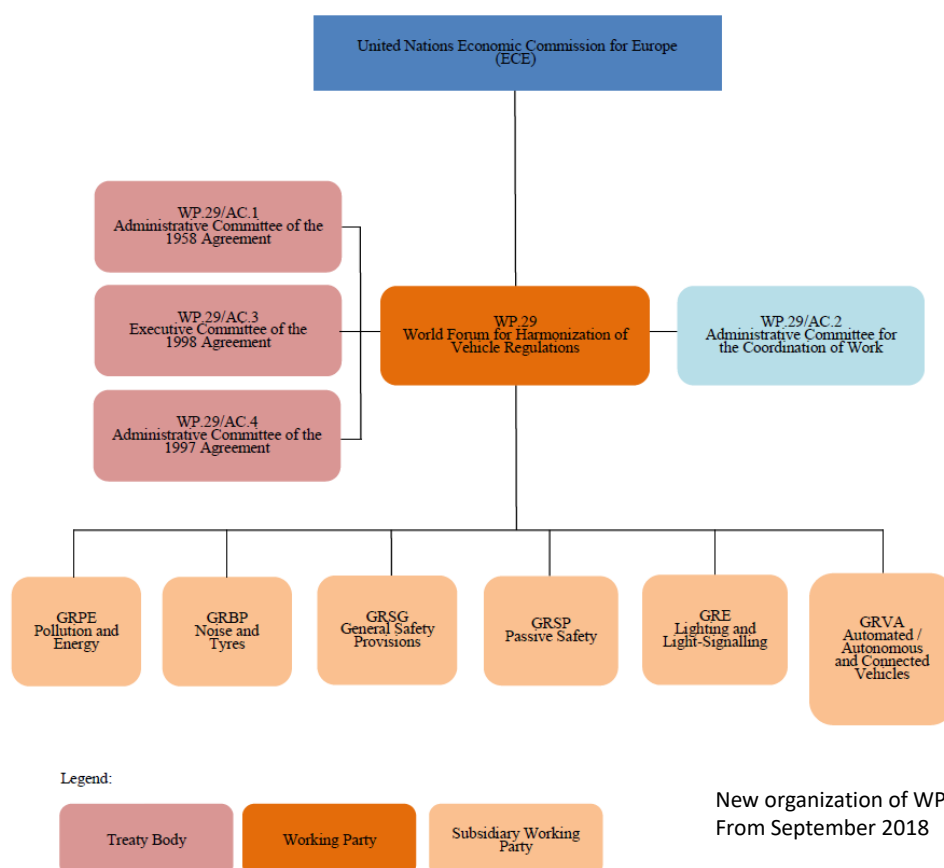 United Nations Economic Commission for Europe
(ECE)
WP.29/AC.1
Administrative Committee of the
1958 Agreement
WP.29/AC.3
Executive Committee of the
1998 Agreement
WP.29/AC.4
Administrative Committee of the
1997 Agreement
WP.29
World Forum for Harmonization of
Vehicle Regulations
WP.29/AC.2
Administrative Committee for
the Coordination of Work
GRPE
Pollution and
Energy
GRBP
Noise and
Tyres
GRSG
General Safety
Provisions
GRSP
Passive Safety
GRE
Lighting and
Light-Signalling
GRVA
Automated /
Autonomous
and Connected
Vehicles
Legend:
Treaty Body
Working Party
Subsidiary Working
Party
New organization of WP
From September 2018